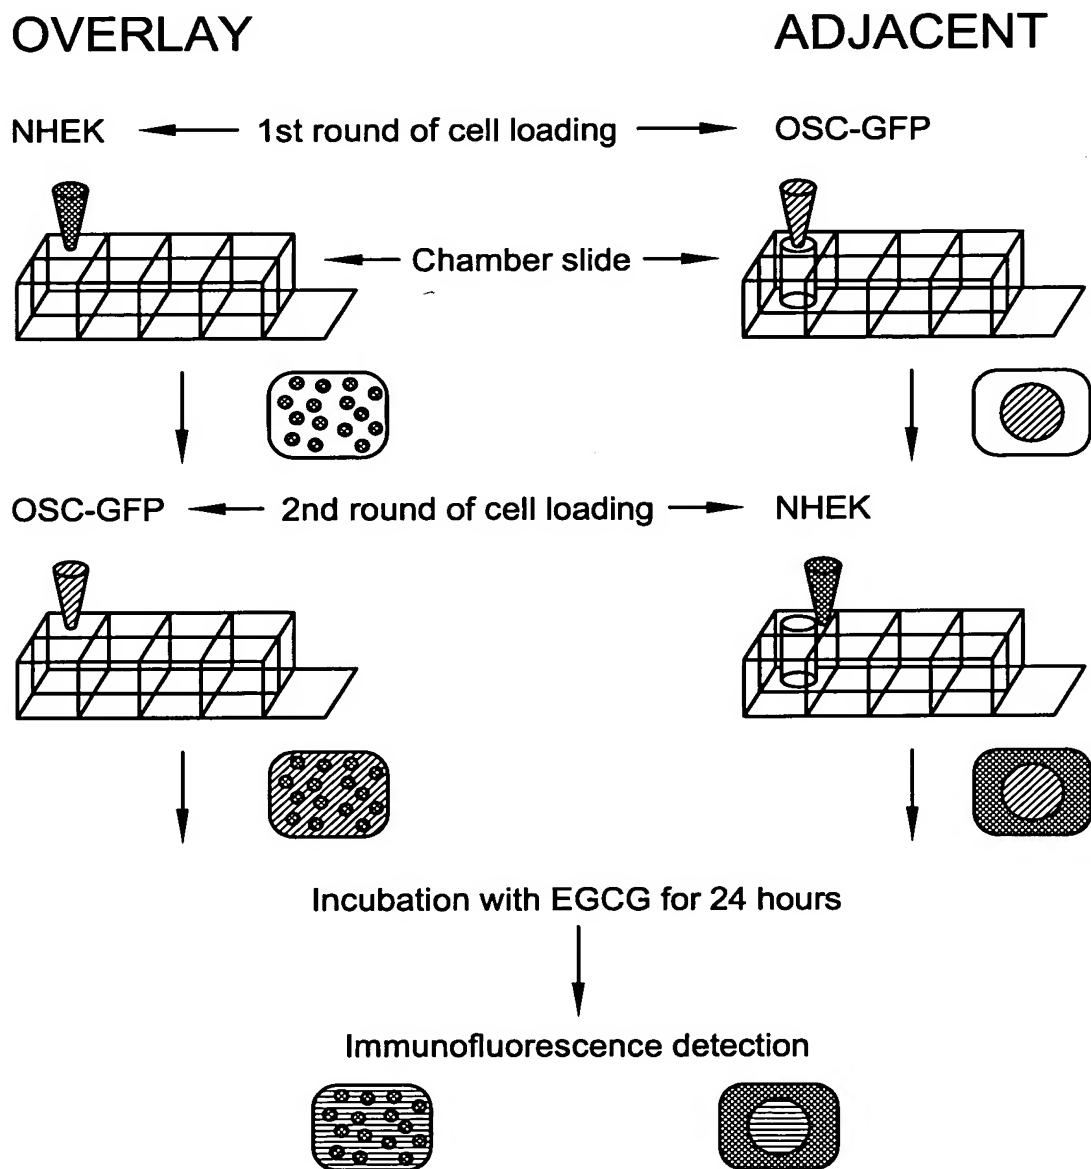 OVERLAY ADJACENT
NHEK 1st round of cell loading OSC-GFP
Chamber slide
OSC-GFP 2nd round of cell loading NHEK
Incubation with EGCG for 24 hours
Immunofluorescence detection